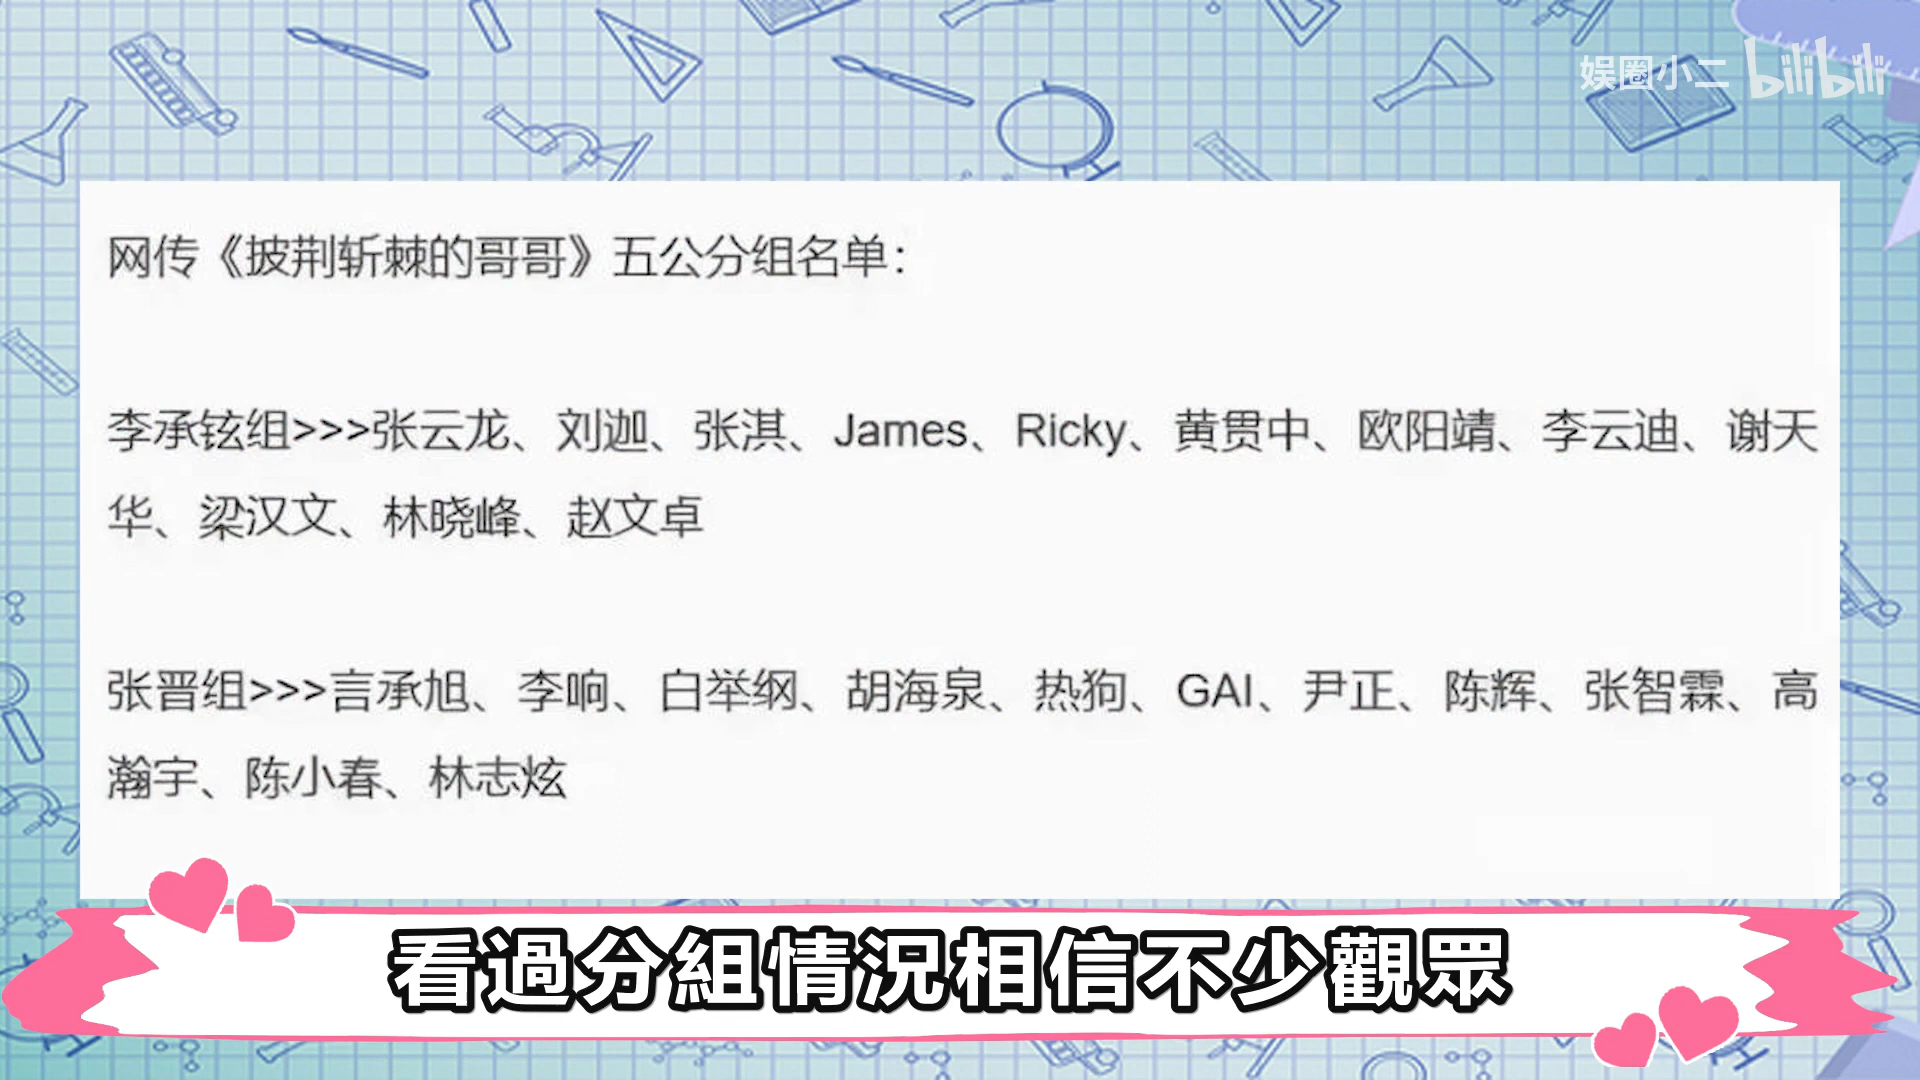 娱圈小二 bilibili
网传《披荆斩棘的哥哥》五公分组名单：
李承铉组>>>张云龙、刘迦、张淇、James、Ricky、黄贯中、欧阳靖、李云迪、谢天
华、梁汉文、林晓峰、赵文卓
张晋组>>>言承旭、李响、白举纲、胡海泉、热狗、GAI、尹正、陈辉、张智霖、高
瀚宇、陈小春、林志炫
看過分組情況相信不少觀眾